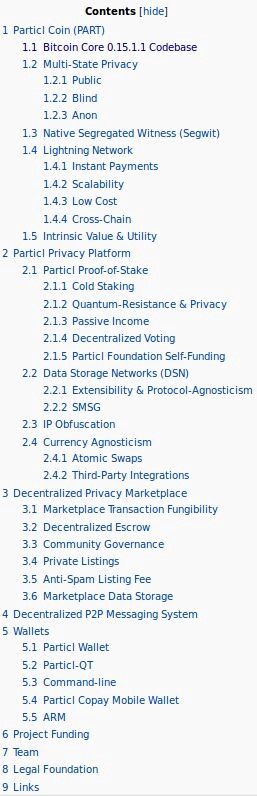 Contents [hide]
1 Particl Coin (PART)
1.1 Bitcoin Core 0.15.1.1 Codebase
1.2 Multi-State Privacy
1.2.1 Public
1.2.2 Blind
1.2.3 Anon
1.3 Native Segregated Witness (Segwit)
1.4 Lightning Network
1.4.1 Instant Payments
1.4.2 Scalability
1.4.3 Low Cost
1.4.4 Cross-Chain
1.5 Intrinsic Value & Utility
2 Particl Privacy Platform
2.1 Particl Proof-of-Stake
2.1.1 Cold Staking
2.1.2 Quantum-Resistance & Privacy
2.1.3 Passive Income
2.1.4 Decentralized Voting
2.1.5 Particl Foundation Self-Funding
2.2 Data Storage Networks (DSN)
2.2.1 Extensibility & Protocol-Agnosticism
2.2.2 SMSG
2.3 IP Obfuscation
2.4 Currency Agnosticism
2.4.1 Atomic Swaps
2.4.2 Third-Party Integrations
3 Decentralized Privacy Marketplace
3.1 Marketplace Transaction Fungibility
3.2 Decentralized Escrow
3.3 Community Governance
3.4 Private Listings
3.5 Anti-Spam Listing Fee
3.6 Marketplace Data Storage
4 Decentralized P2P Messaging System
5 Wallets
5.1 Particl Wallet
5.2 Particl-QT
5.3 Command-line
5.4 Particl Copay Mobile Wallet
5.5 ARM
6 Project Funding
7 Team
8 Legal Foundation
9 Links